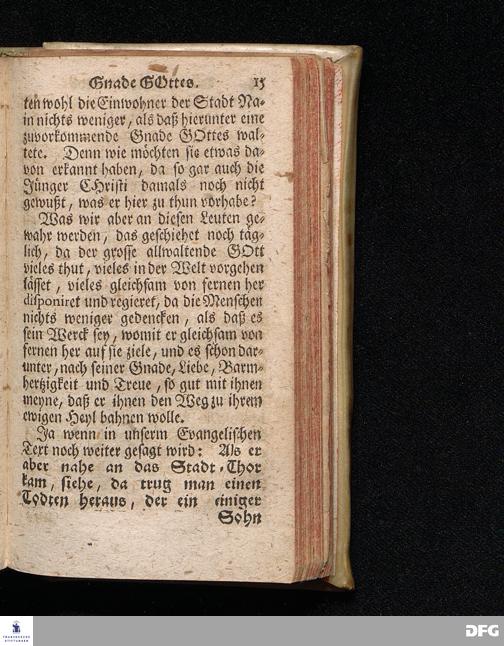 Gnade GOttes. 15
ten wohl die Einwohner der Stadt Na-
in nichts weniger, als daß hierunter eine
zuvorkommende Gnade GOttes wal-
tete. Denn wie möchten sie etwas da-
von erkannt haben, da so gar auch die
Jünger CHristi damals noch nicht
gewußt, was er hier zu thun vorhabe?
Was wir aber an diesen Leuten ge-
wahr werden, das geschiehet noch täg-
lich, da der grosse allwaltende GOtt
vieles thut, vieles in der Welt vorgehen
lässet, vieles gleichsam von fernen her
disponiret und regieret, da die Menschen
nichts weniger gedencken, als daß es
sein Werck sey, womit er gleichsam von
fernen her auf sie ziele, und es schon dar-
unter, nach seiner Gnade, Liebe, Barm-
hertzigkeit und Treue, so gut mit ihnen
meyne, daß er ihnen den Weg zu ihrem
ewigen Heyl bahnen wolle.
Ja wenn in unserm Evangelischen
Text noch weiter gesagt wird: Als er
aber nahe an das Stadt-Thor
kam, siehe, da trug man einen
Todten heraus, der ein einiger
Sohn
FRANCKESCHE
STIFTUNGEN
DFG